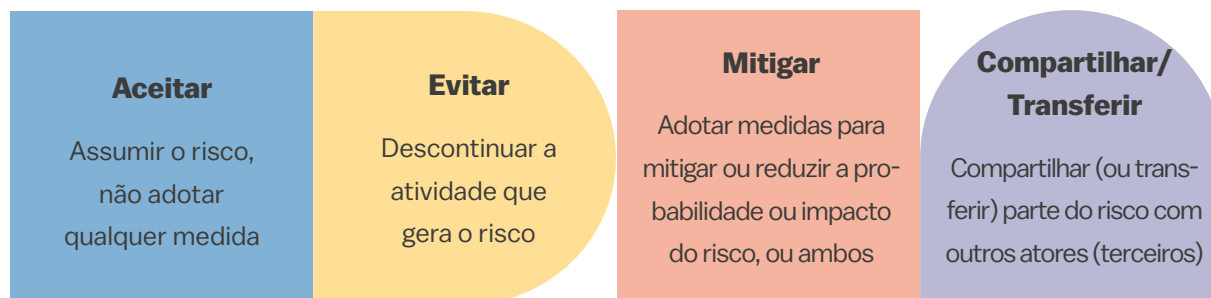 Aceitar
Assumir o risco,
não adotar
qualquer medida
Evitar
Descontinuar a
atividade que
gera o risco
Mitigar
Adotar medidas para
mitigar ou reduzir a pro-
babilidade ou impacto
do risco, ou ambos
Compartilhar/
Transferir
Compartilhar (ou trans-
ferir) parte do risco com
outros atores (terceiros)